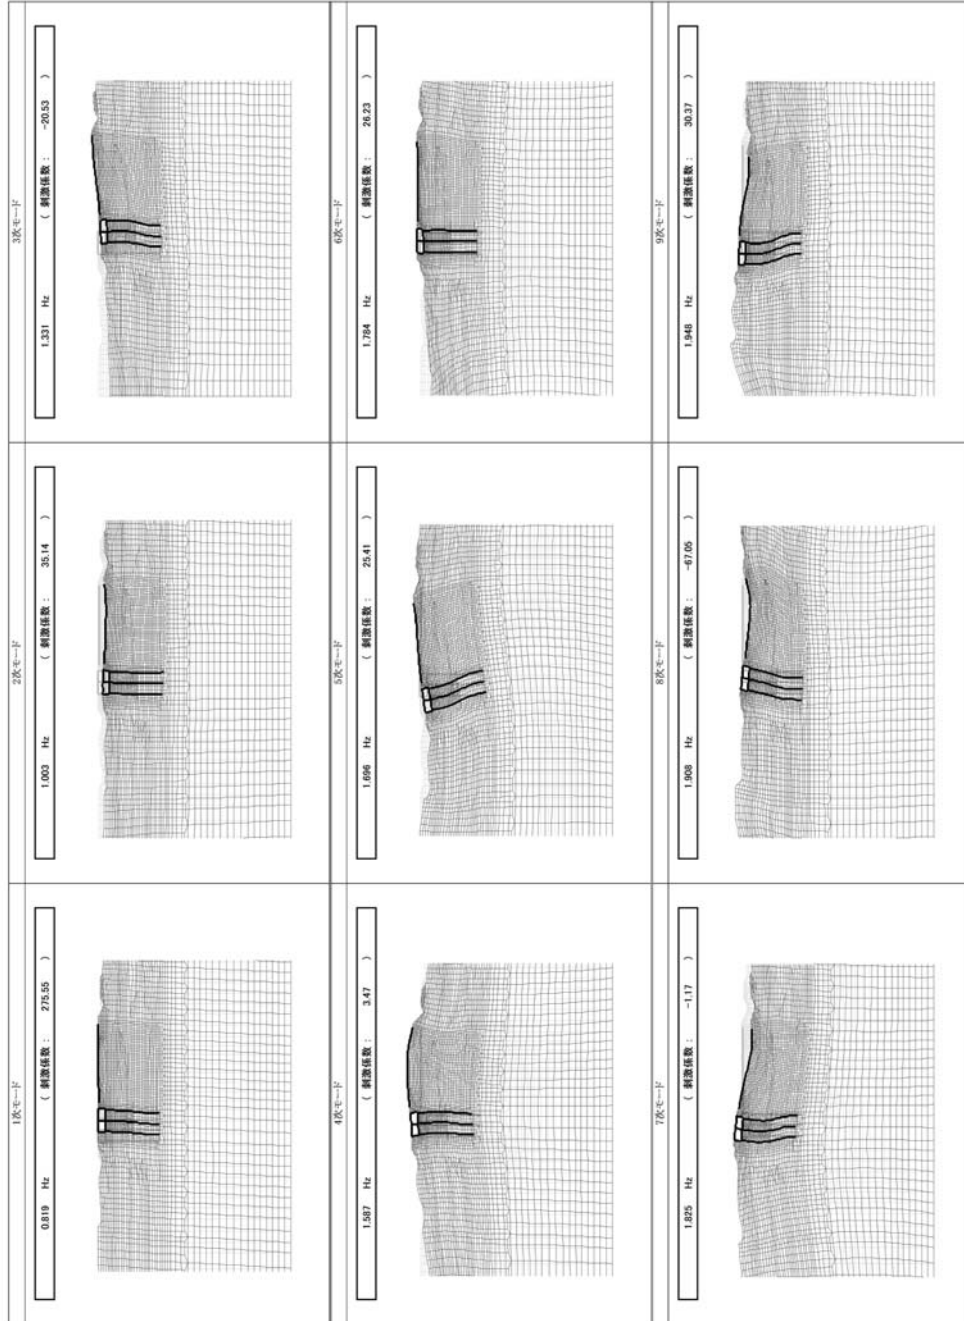 1次モード
0.819 Hz ( 刺激係数 : 275.55 )
2次モード
1.003 Hz ( 刺激係数 : 35.14 )
3次モード
1.331 Hz ( 刺激係数 : -20.53 )
4次モード
1.587 Hz ( 刺激係数 : 3.47 )
5次モード
1.696 Hz ( 刺激係数 : 25.41 )
6次モード
1.784 Hz ( 刺激係数 : 26.23 )
7次モード
1.825 Hz ( 刺激係数 : -1.17 )
8次モード
1.908 Hz ( 刺激係数 : -67.05 )
9次モード
1.948 Hz ( 刺激係数 : 30.37 )